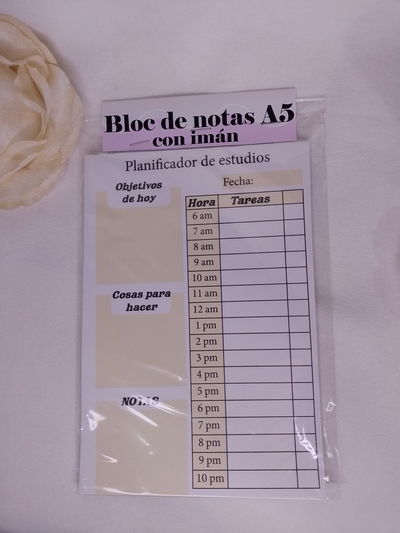 Bloc de notas A5
con imán
Planificador de estudios
Fecha:
Objetivos
de hoy
Cosas para
hacer
NOTAS
Hora Tareas
6 am
7 am
8 am
9 am
10 am
11 am
12 am
1 pm
2 pm
3 pm
4 pm
5 pm
6 pm
7 pm
8 pm
9 pm
10 pm